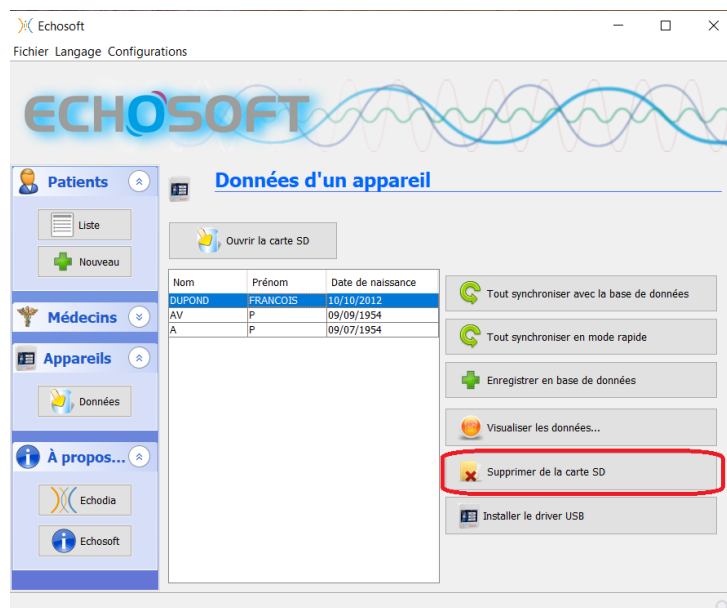 Echosoft
Fichier Langage Configurations
ECHOSOFT
Patients
Liste
Nouveau
Médecins
Appareils
Données
À propos...
Echodia
Echosoft
Données d'un appareil
Ouvrir la carte SD
Nom Prénom Date de naissance
DUPOND FRANCOIS 10/10/2012
AV P 09/09/1954
A P 09/07/1954
Tout synchroniser avec la base de données
Tout synchroniser en mode rapide
Enregistrer en base de données
Visualiser les données...
Supprimer de la carte SD
Installer le driver USB